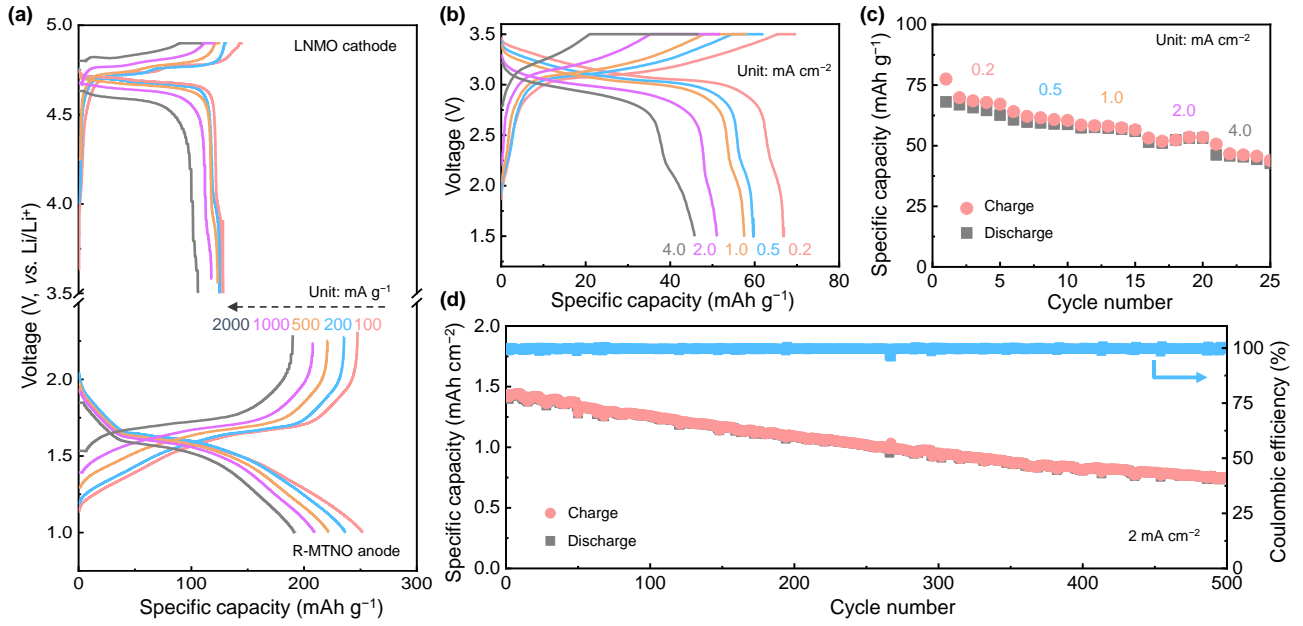 (a)
5.0
4.5
4.0
3.5
2.0
1.5
1.0
Voltage (V, vs. Li/Li⁺)
LNMO cathode
Unit: mA g⁻¹
2000 1000 500 200 100
R-MTNO anode
0 100 200 300
Specific capacity (mAh g⁻¹)
(b)
3.5
3.0
2.5
2.0
1.5
Voltage (V)
Unit: mA cm⁻²
4.0 2.0 1.0 0.5 0.2
0 20 40 60 80
Specific capacity (mAh g⁻¹)
(c)
100
75
50
25
0
Specific capacity (mAh g⁻¹)
Unit: mA cm⁻²
0.2
0.5
1.0
2.0
4.0
Charge
Discharge
0 5 10 15 20 25
Cycle number
(d)
2.0
1.5
1.0
0.5
0.0
Specific capacity (mAh cm⁻²)
Charge
Discharge
2 mA cm⁻²
0 100 200 300 400 500
Cycle number
100
75
50
25
0
Coulombic efficiency (%)